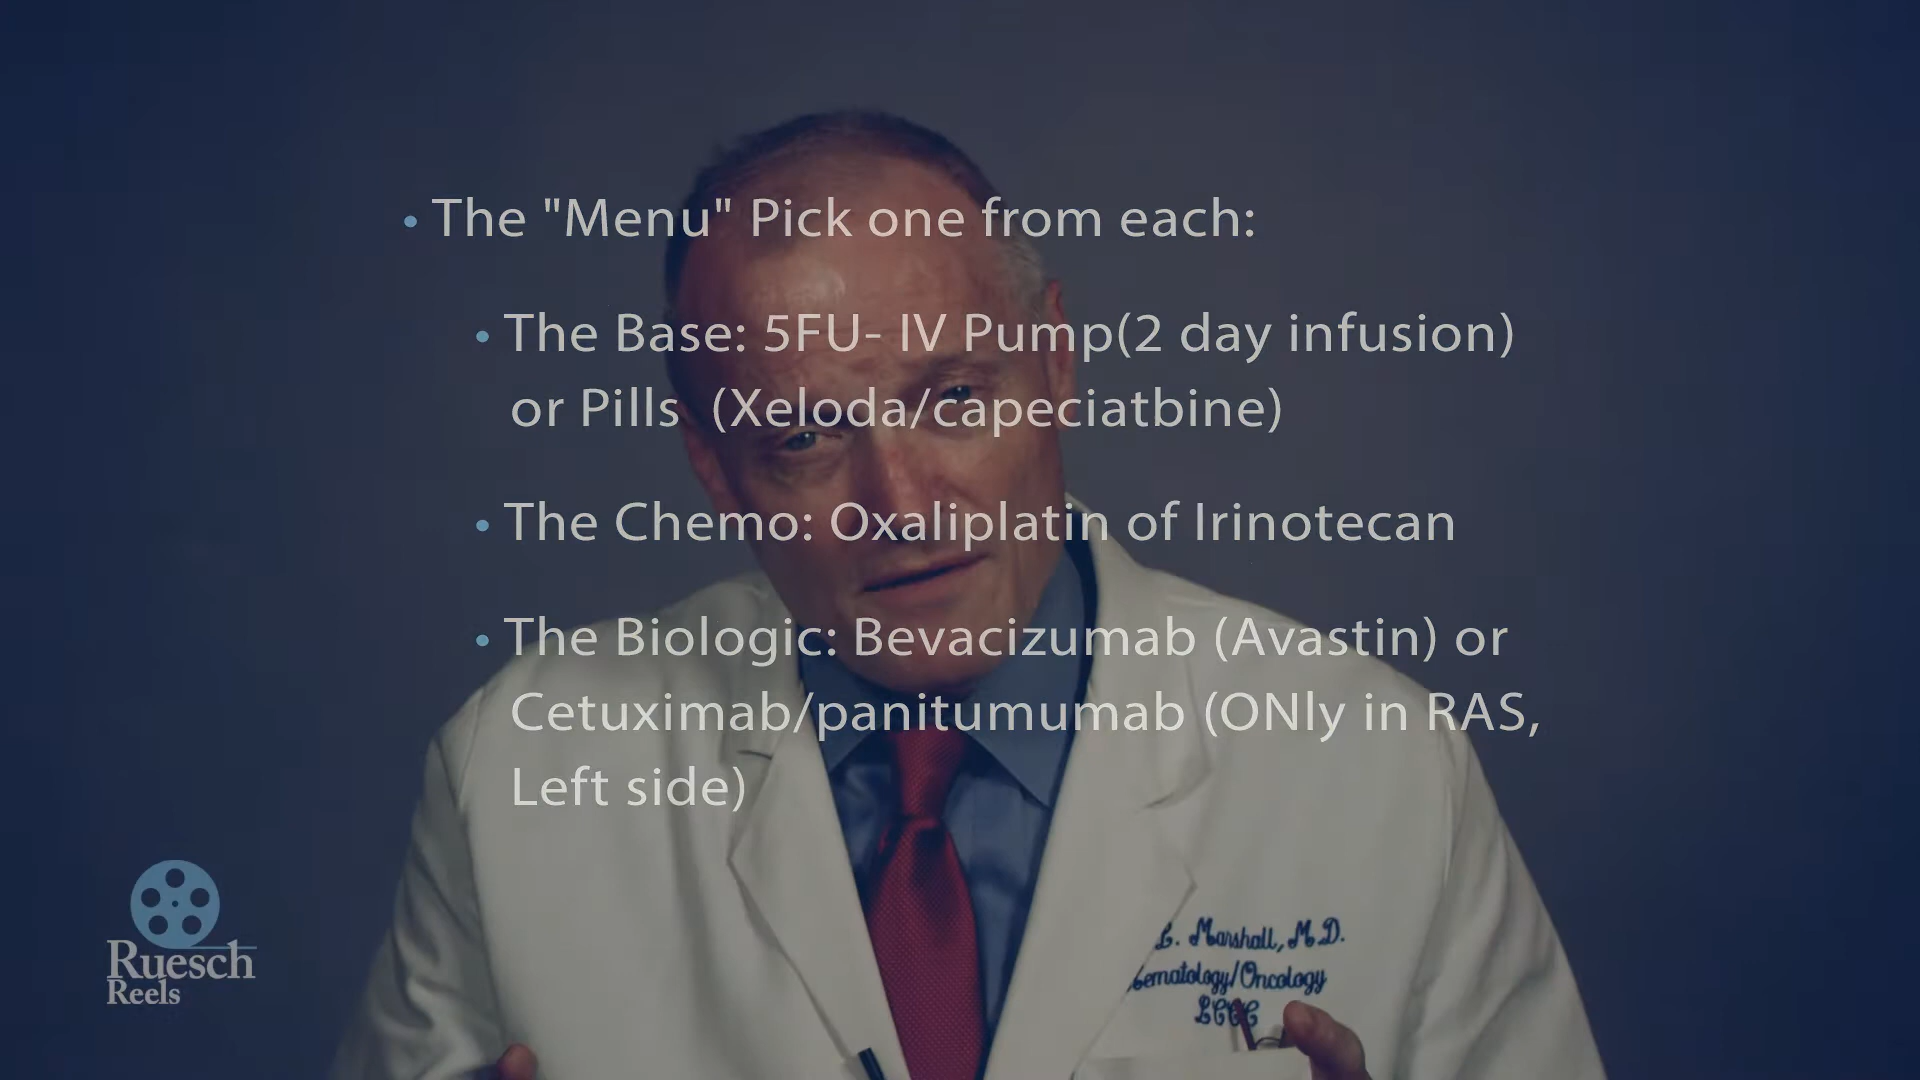 • The "Menu" Pick one from each:
• The Base: 5FU- IV Pump(2 day infusion)
or Pills (Xeloda/capeciatbine)
• The Chemo: Oxaliplatin of Irinotecan
• The Biologic: Bevacizumab (Avastin) or
Cetuximab/panitumumab (ONly in RAS,
Left side)
L. Marshall, M.D.
Hematology/Oncology
LCCC
Ruesch
Reels